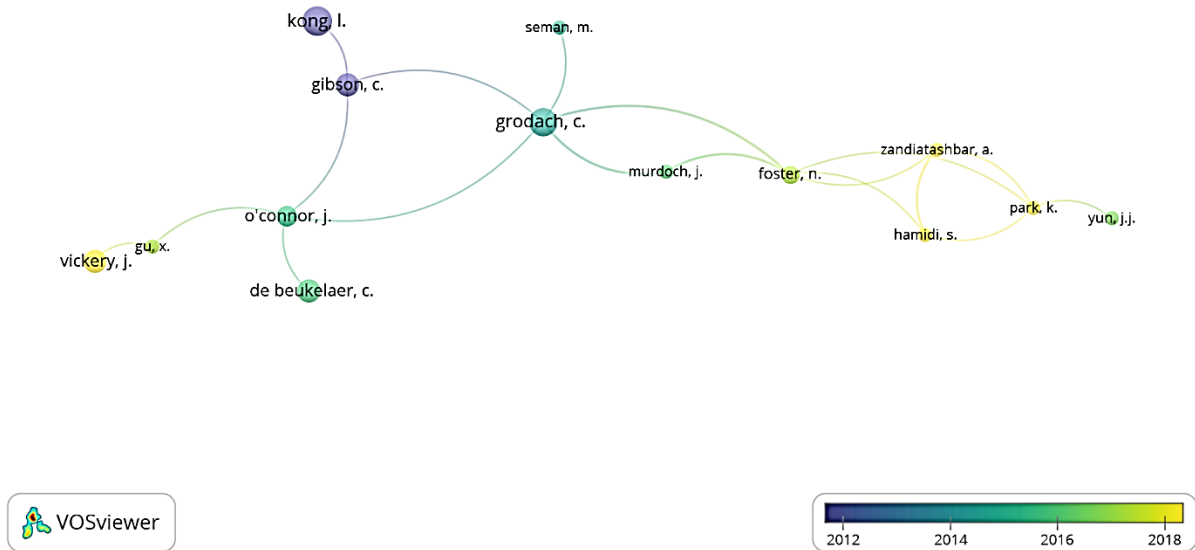 kong, l.
seman, m.
gibson, c.
grodach, c.
zandiatashbar, a.
murdoch, j.
foster, n.
park, k.
o'connor, j.
yun, j.j.
hamidi, s.
gu, x.
vickery, j.
de beukelaer, c.
VOSviewer
2012 2014 2016 2018